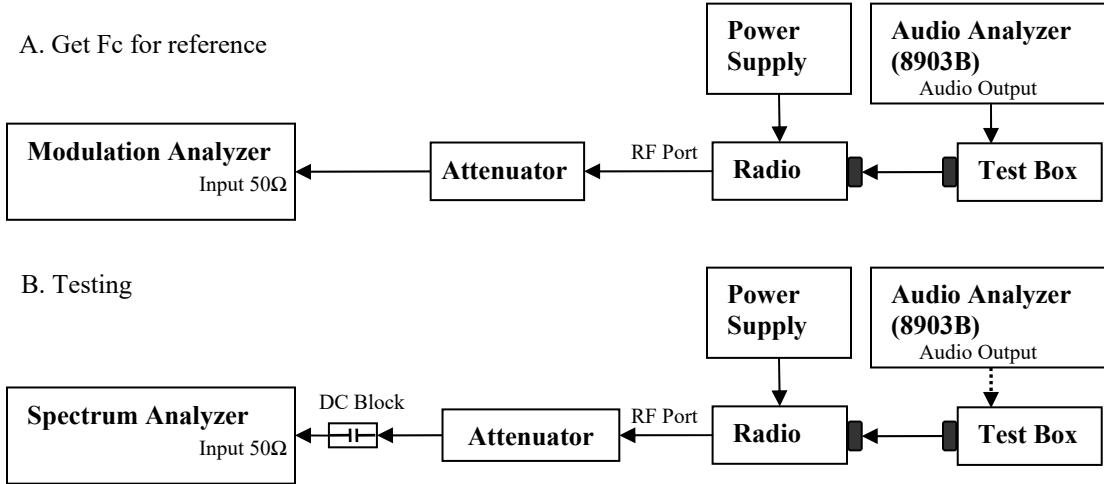 A. Get Fc for reference
Power
Supply
Audio Analyzer
(8903B)
Audio Output
Modulation Analyzer
Input 50Ω
Attenuator
RF Port
Radio
Test Box
B. Testing
Power
Supply
Audio Analyzer
(8903B)
Audio Output
Spectrum Analyzer
Input 50Ω
DC Block
Attenuator
RF Port
Radio
Test Box